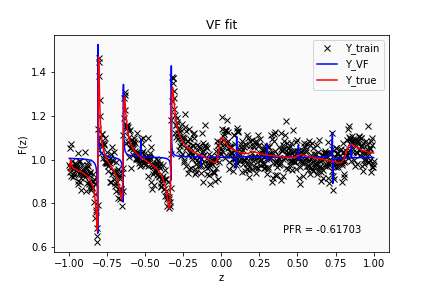 VF fit
Y_train
Y_VF
Y_true
F(z)
1.4
1.2
1.0
0.8
0.6
PFR = -0.61703
−1.00 −0.75 −0.50 −0.25 0.00 0.25 0.50 0.75 1.00
z